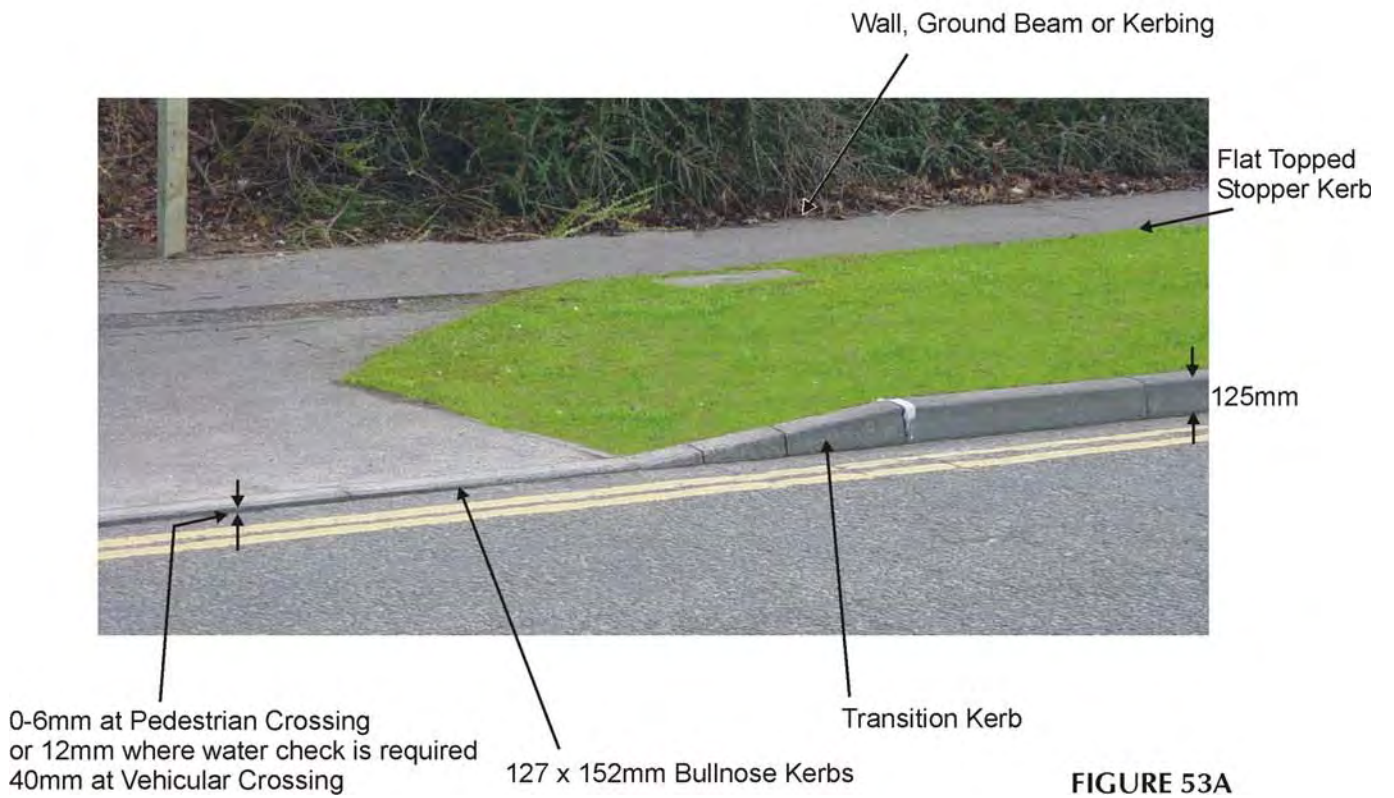 Wall, Ground Beam or Kerbing
Flat Topped
Stopper Kerb
125mm
0-6mm at Pedestrian Crossing
or 12mm where water check is required
40mm at Vehicular Crossing
127 x 152mm Bullnose Kerbs
Transition Kerb
FIGURE 53A